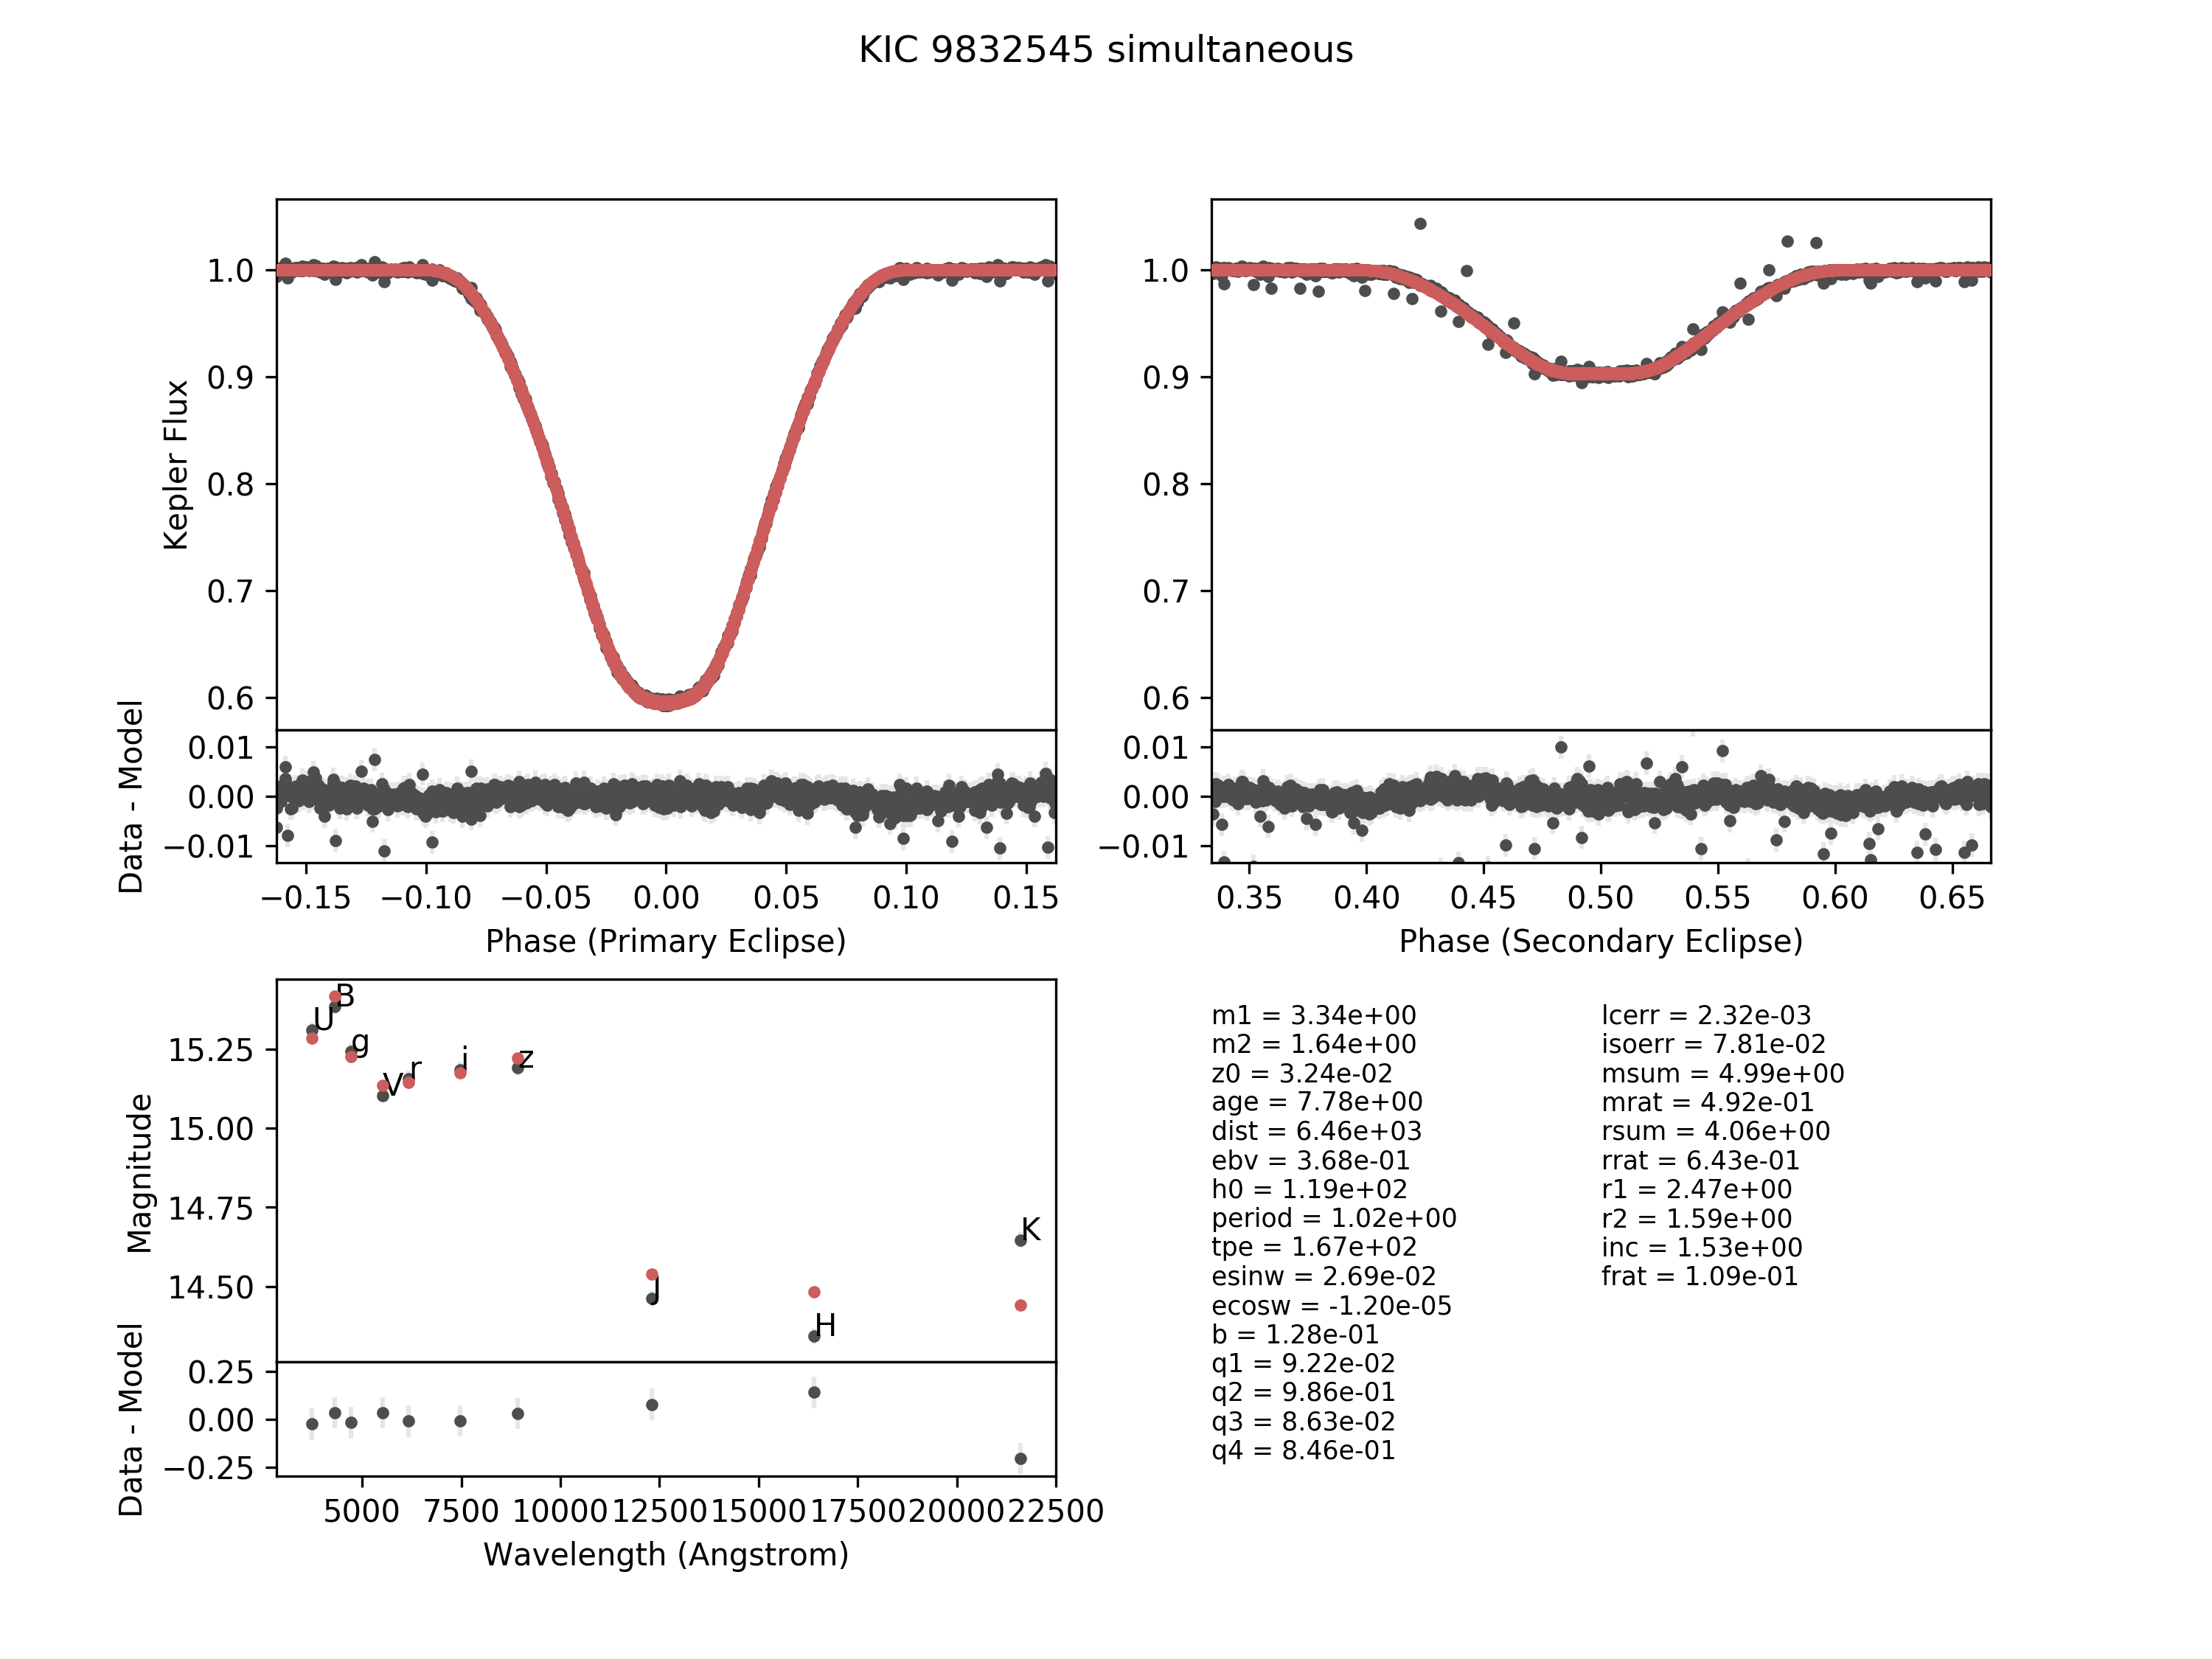 KIC 9832545 simultaneous
1.0
0.9
0.8
0.7
0.6
Kepler Flux
0.01
0.00
−0.01
Data - Model
−0.15 −0.10 −0.05 0.00 0.05 0.10 0.15
Phase (Primary Eclipse)
1.0
0.9
0.8
0.7
0.6
0.01
0.00
−0.01
0.35 0.40 0.45 0.50 0.55 0.60 0.65
Phase (Secondary Eclipse)
15.25
15.00
14.75
14.50
Magnitude
U B g V r i z J H K
0.25
0.00
−0.25
Data - Model
5000 7500 10000 12500 15000 17500 20000 22500
Wavelength (Angstrom)
m1 = 3.34e+00
m2 = 1.64e+00
z0 = 3.24e-02
age = 7.78e+00
dist = 6.46e+03
ebv = 3.68e-01
h0 = 1.19e+02
period = 1.02e+00
tpe = 1.67e+02
esinw = 2.69e-02
ecosw = -1.20e-05
b = 1.28e-01
q1 = 9.22e-02
q2 = 9.86e-01
q3 = 8.63e-02
q4 = 8.46e-01
lcerr = 2.32e-03
isoerr = 7.81e-02
msum = 4.99e+00
mrat = 4.92e-01
rsum = 4.06e+00
rrat = 6.43e-01
r1 = 2.47e+00
r2 = 1.59e+00
inc = 1.53e+00
frat = 1.09e-01